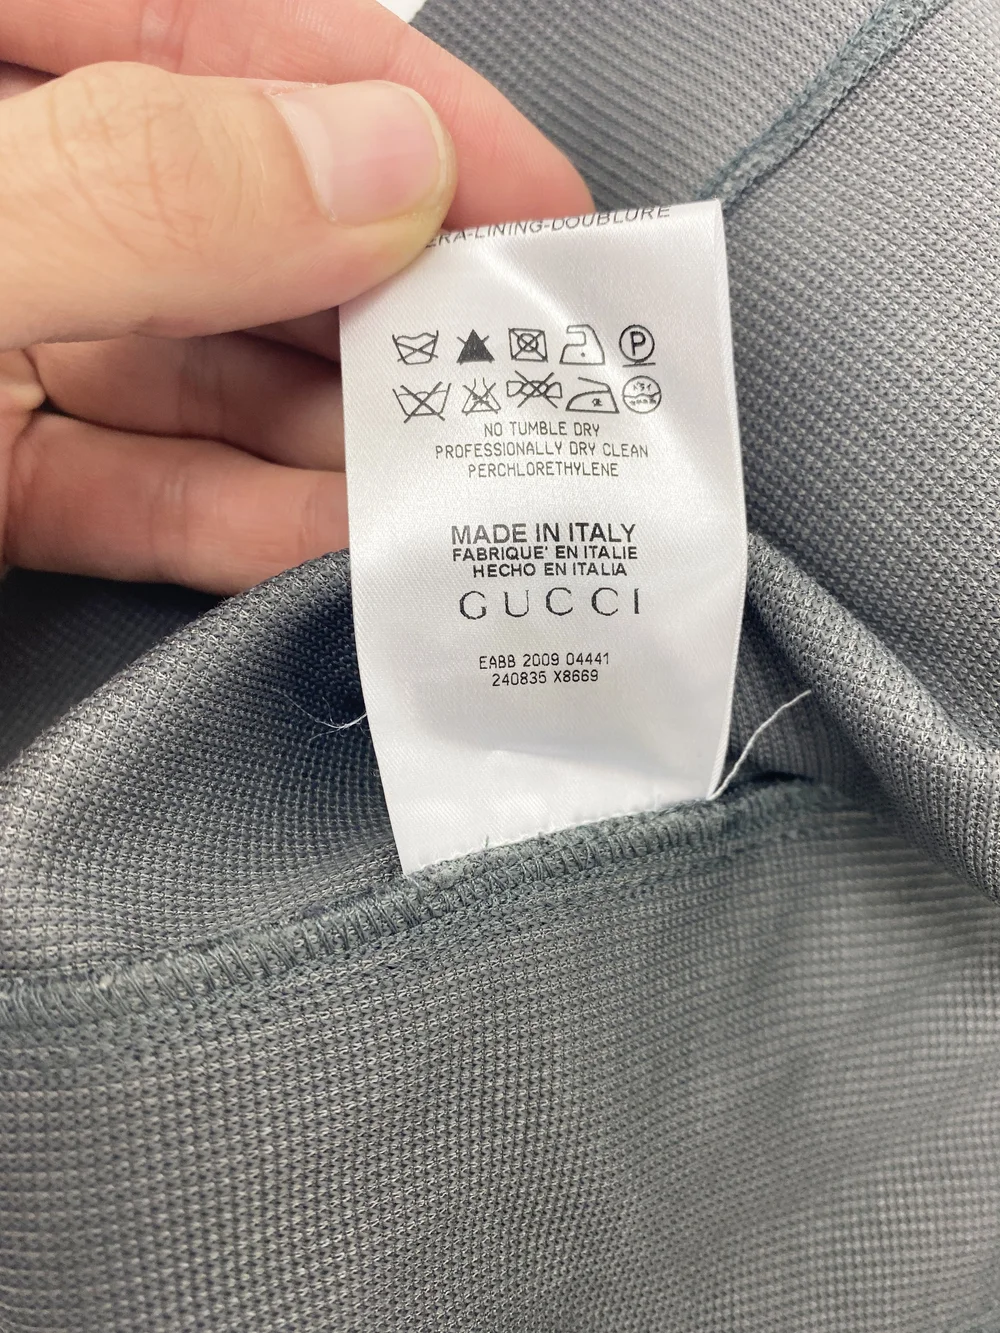 ERA-LINING-DOUBLURE
P
NO TUMBLE DRY
PROFESSIONALLY DRY CLEAN
PERCHLORETHYLENE
MADE IN ITALY
FABRIQUE' EN ITALIE
HECHO EN ITALIA
GUCCI
EABB 2009 04441
240835 X8669